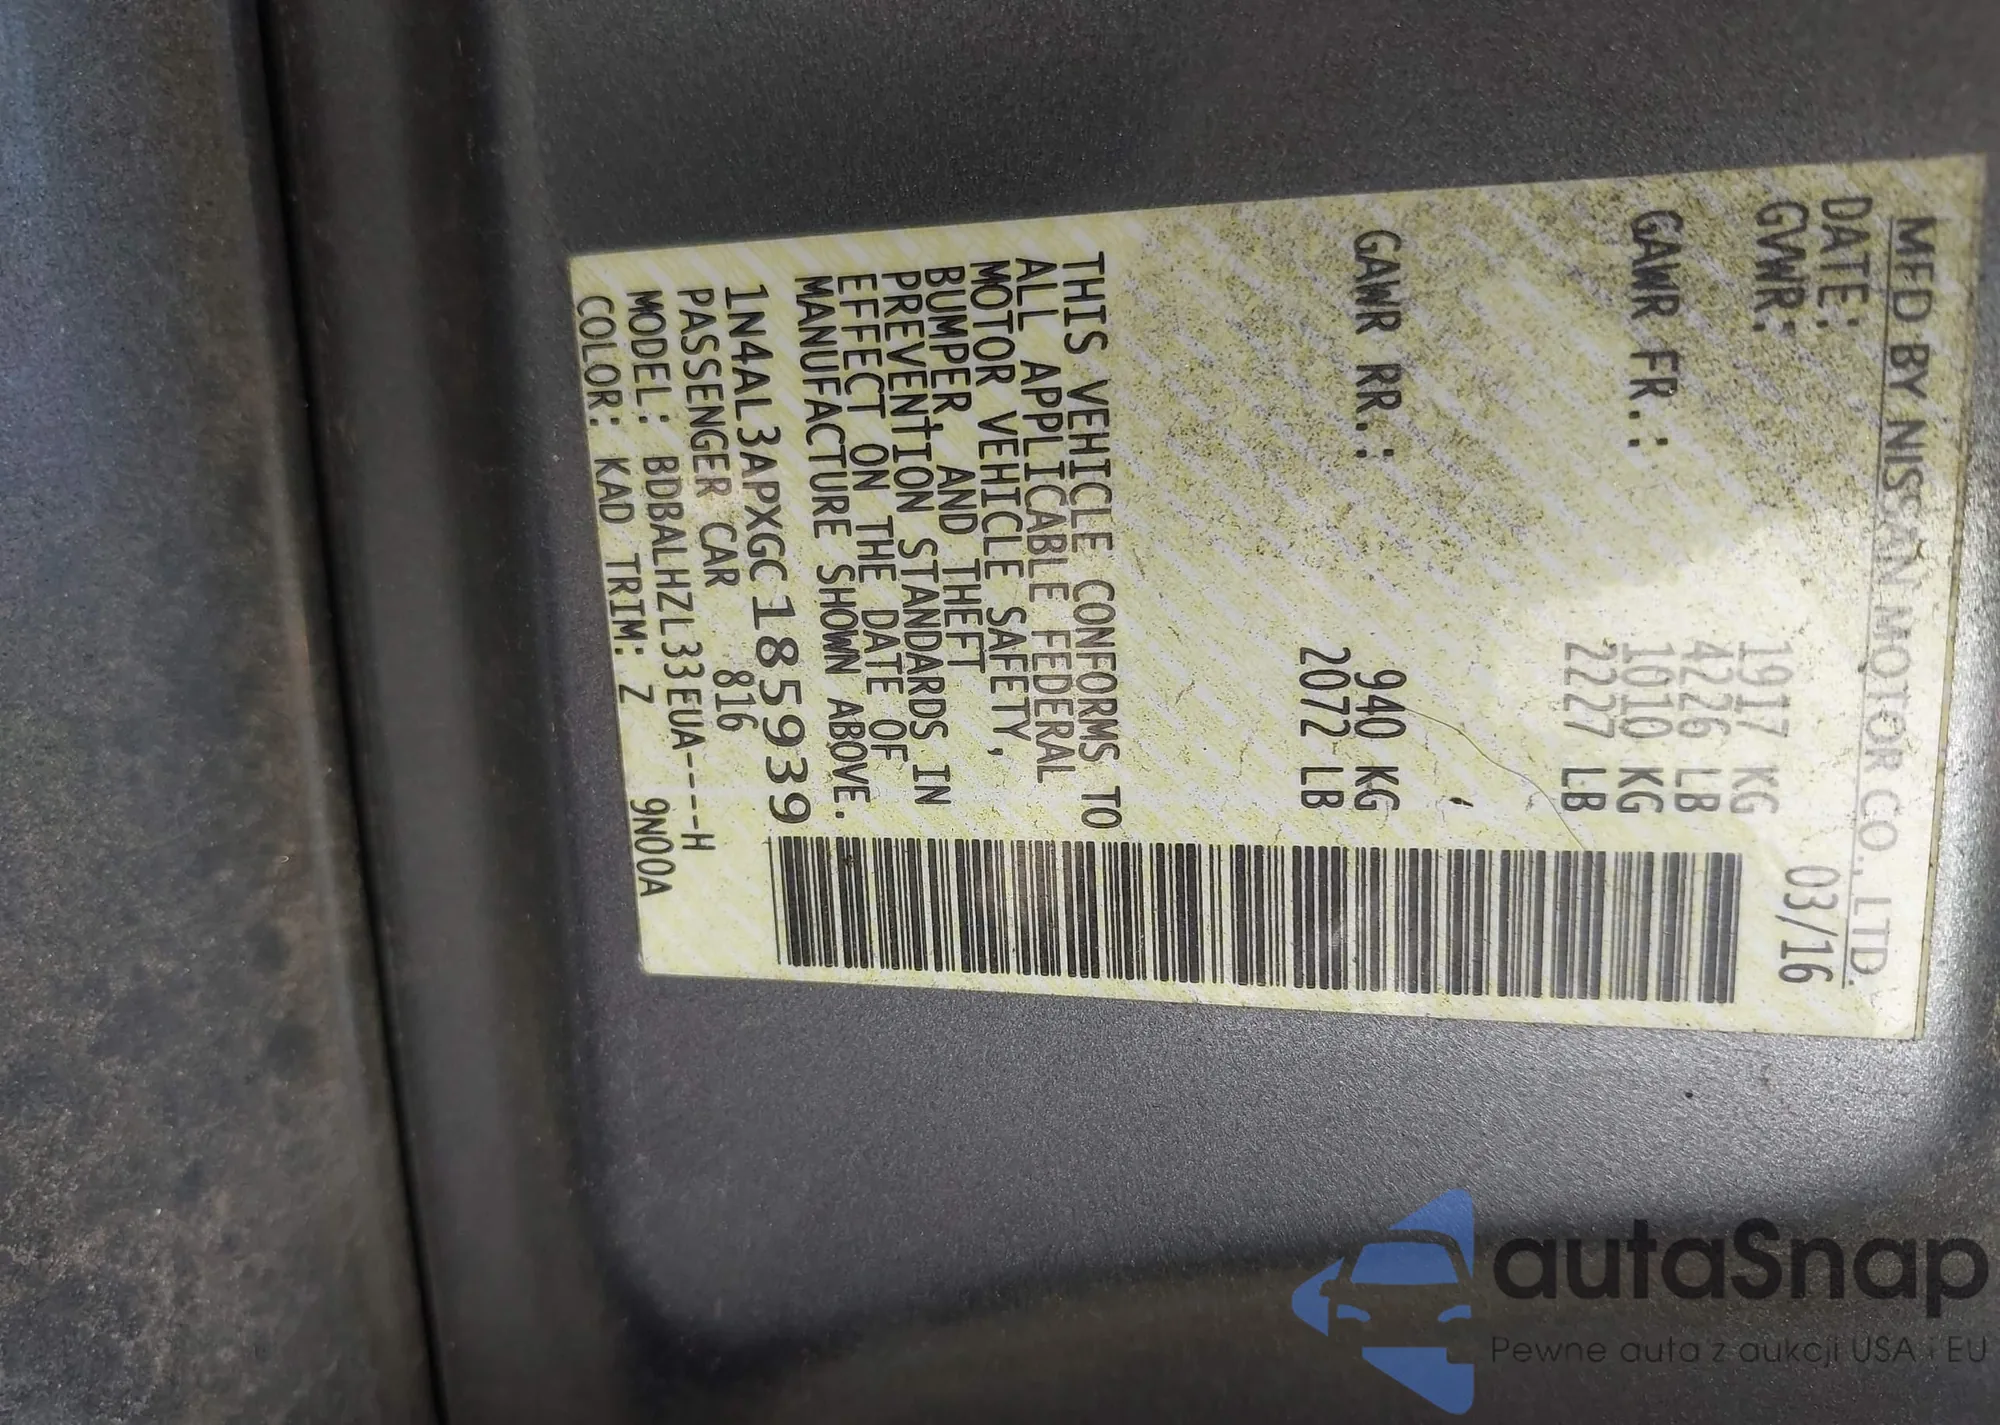 MFD BY NISSAN MOTOR CO., LTD.
DATE: 03/16
GVWR: 1917 KG
4226 LB
GAWR FR.: 1010 KG
2227 LB
GAWR RR.: 940 KG
2072 LB
THIS VEHICLE CONFORMS TO
ALL APPLICABLE FEDERAL
MOTOR VEHICLE SAFETY,
BUMPER, AND THEFT
PREVENTION STANDARDS IN
EFFECT ON THE DATE OF
MANUFACTURE SHOWN ABOVE.
1N4AL3APXGC185939
PASSENGER CAR 816
MODEL: BDBALHZL33EUA----H
COLOR: KAD TRIM: Z 9N00A
autaSnap
Pewne auta z aukcji USA i EU